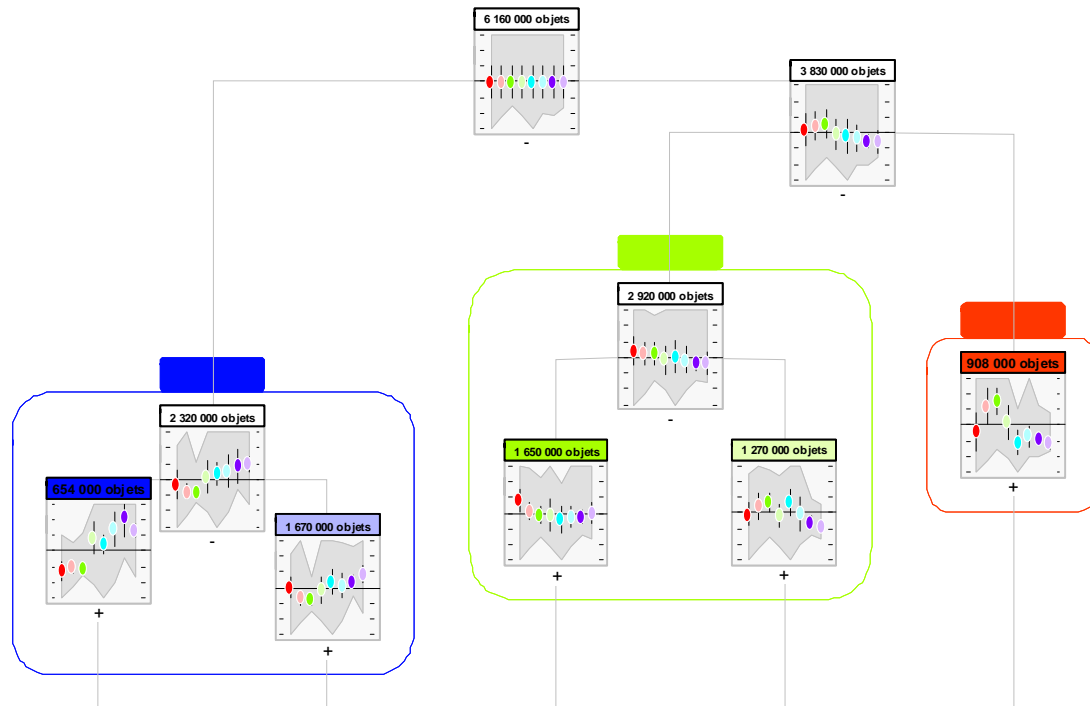 6 160 000 objets
-
3 830 000 objets
-
2 920 000 objets
-
908 000 objets
+
2 320 000 objets
-
1 650 000 objets
+
1 270 000 objets
+
654 000 objets
+
1 670 000 objets
+